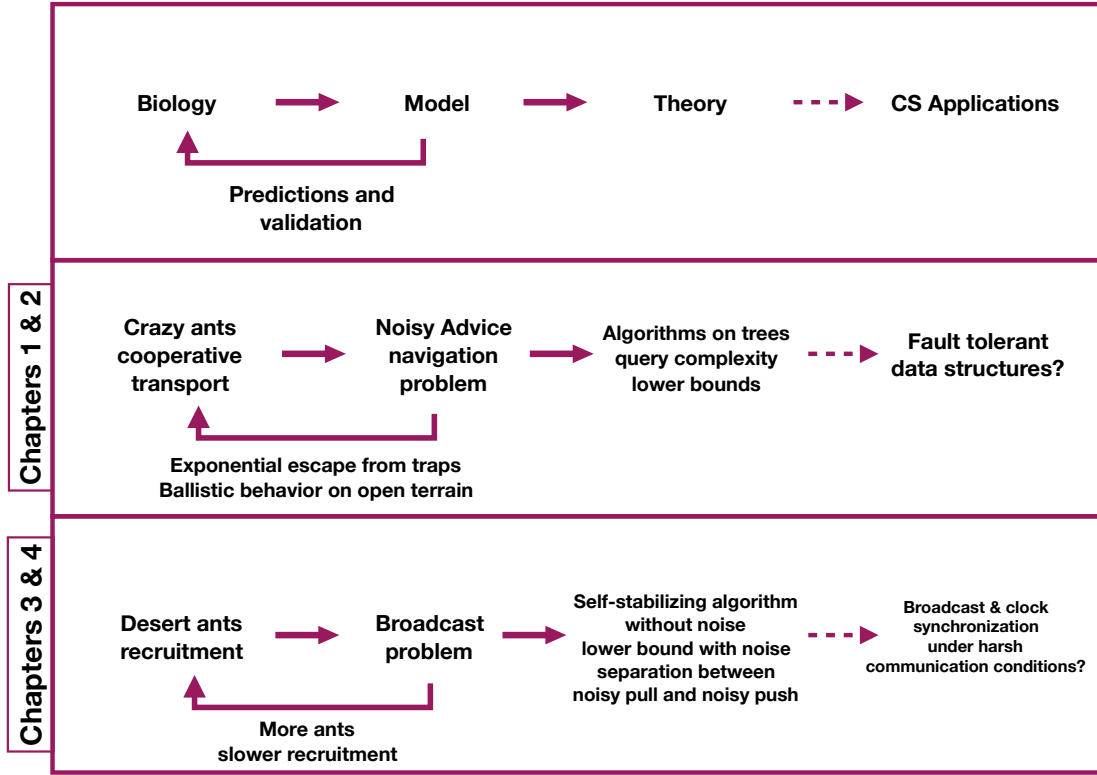 Biology
Model
Theory
CS Applications
Predictions and
validation
Chapters 1 & 2
Crazy ants
cooperative
transport
Noisy Advice
navigation
problem
Algorithms on trees
query complexity
lower bounds
Fault tolerant
data structures?
Exponential escape from traps
Ballistic behavior on open terrain
Chapters 3 & 4
Desert ants
recruitment
Broadcast
problem
Self-stabilizing algorithm
without noise
lower bound with noise
separation between
noisy pull and noisy push
Broadcast & clock
synchronization
under harsh
communication conditions?
More ants
slower recruitment